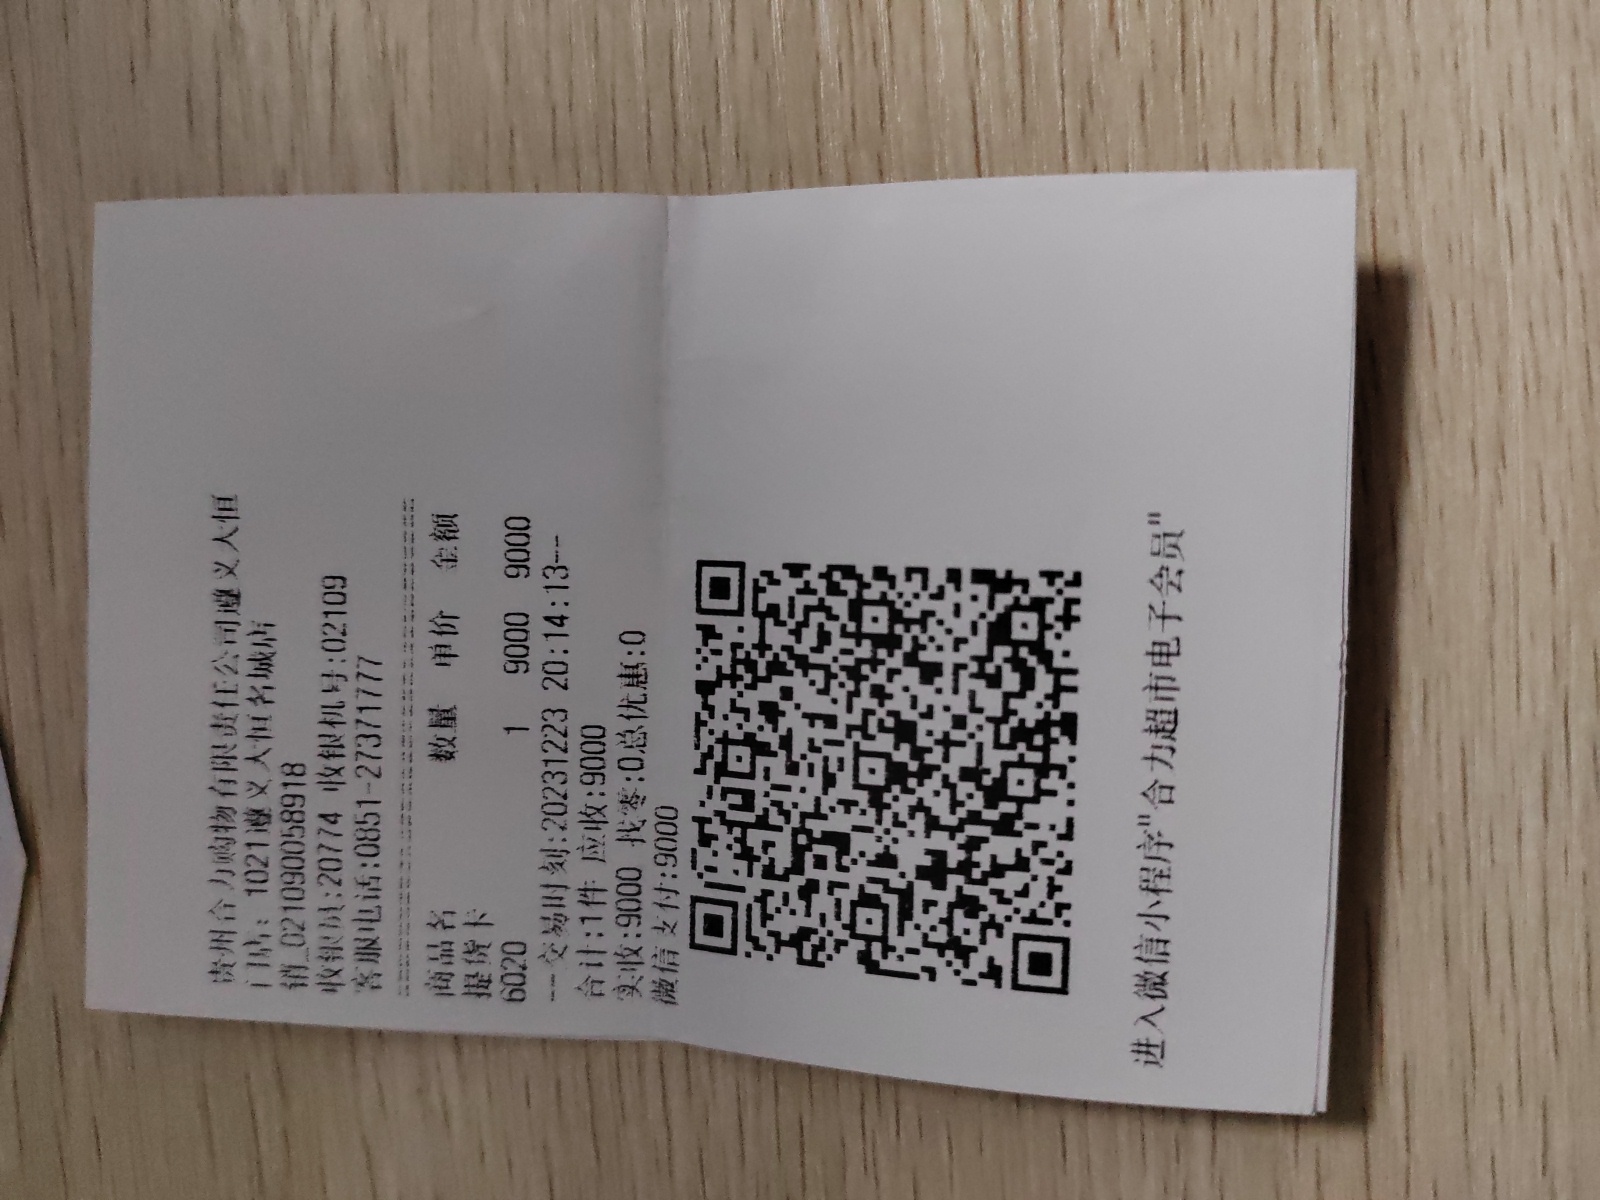 贵州合力购物有限责任公司遵义大恒
门店: 1021遵义大恒名城店
销_0210900589​18
收银员:20774 收银机号:02109
客服电话:0851-27371777
商品名 数量 单价 金额
提货卡
6020 1 9000 9000
--交易时刻:20231223 20:14:13--
合计:1件 应收:9000
实收:9000 找零:0总优惠:0
微信支付:9000
进入微信小程序"合力超市电子会员"